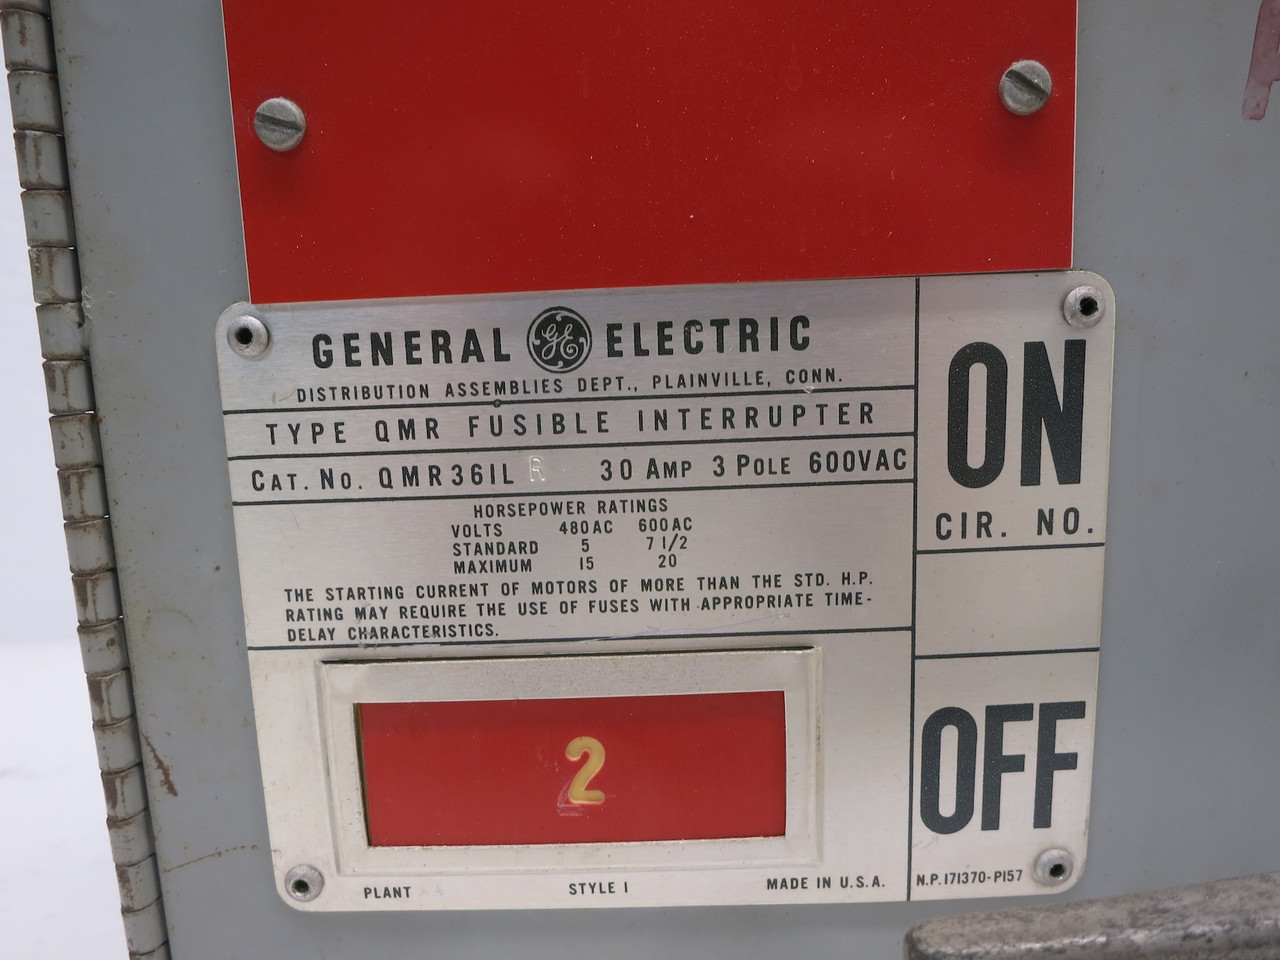 GENERAL GE ELECTRIC
DISTRIBUTION ASSEMBLIES DEPT., PLAINVILLE, CONN.
TYPE QMR FUSIBLE INTERRUPTER
CAT. NO. QMR361L R 30 AMP 3 POLE 600VAC
HORSEPOWER RATINGS
VOLTS 480AC 600AC
STANDARD 5 7 1/2
MAXIMUM 15 20
THE STARTING CURRENT OF MOTORS OF MORE THAN THE STD. H.P.
RATING MAY REQUIRE THE USE OF FUSES WITH APPROPRIATE TIME-
DELAY CHARACTERISTICS.
2
PLANT STYLE 1 MADE IN U.S.A.
ON
CIR. NO.
OFF
N.P. 171370-P157